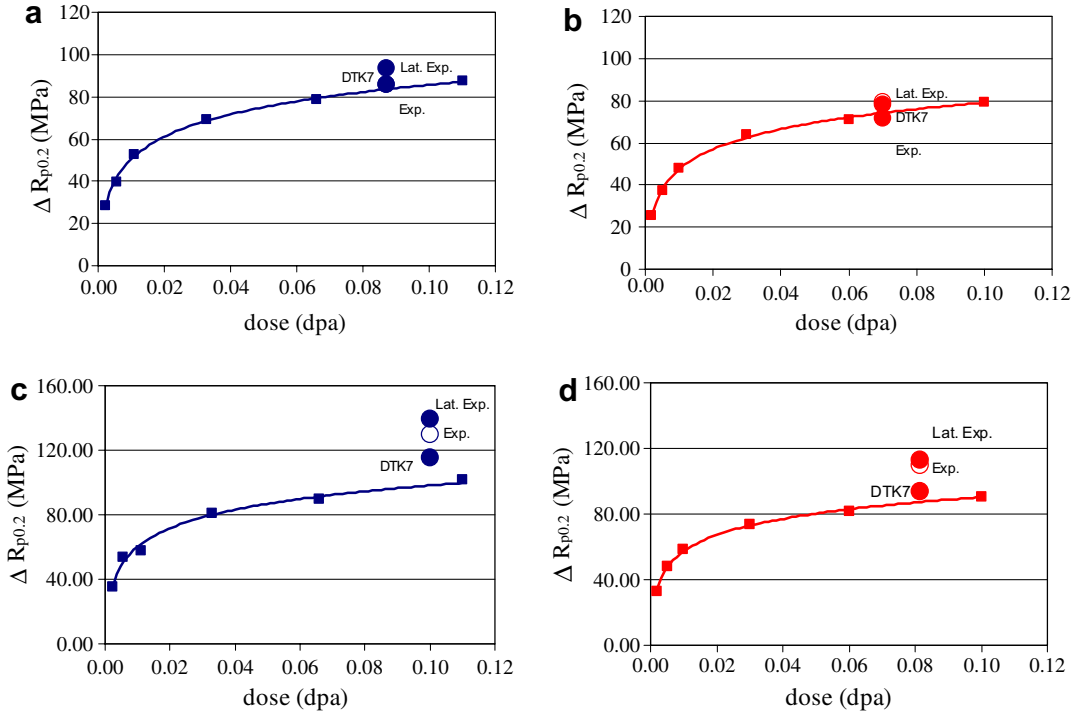 a
120
100
80
60
40
20
0
Δ Rp0.2 (MPa)
DTK7
Lat. Exp.
Exp.
0.00 0.02 0.04 0.06 0.08 0.10 0.12
dose (dpa)
b
120
100
80
60
40
20
0
Δ Rp0.2 (MPa)
Lat. Exp.
DTK7
Exp.
0.00 0.02 0.04 0.06 0.08 0.10 0.12
dose (dpa)
c
160.00
120.00
80.00
40.00
0.00
Δ Rp0.2 (MPa)
Lat. Exp.
Exp.
DTK7
0.00 0.02 0.04 0.06 0.08 0.10 0.12
dose (dpa)
d
160.00
120.00
80.00
40.00
0.00
Δ Rp0.2 (MPa)
Lat. Exp.
Exp.
DTK7
0.00 0.02 0.04 0.06 0.08 0.10 0.12
dose (dpa)